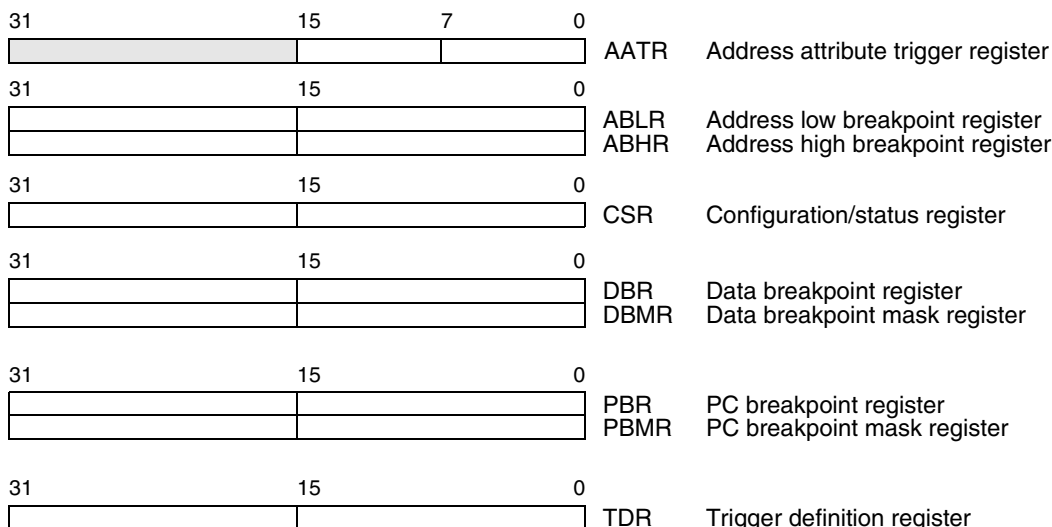 31 15 7 0
AATR Address attribute trigger register
31 15 0
ABLR Address low breakpoint register
ABHR Address high breakpoint register
31 15 0
CSR Configuration/status register
31 15 0
DBR Data breakpoint register
DBMR Data breakpoint mask register
31 15 0
PBR PC breakpoint register
PBMR PC breakpoint mask register
31 15 0
TDR Trigger definition register